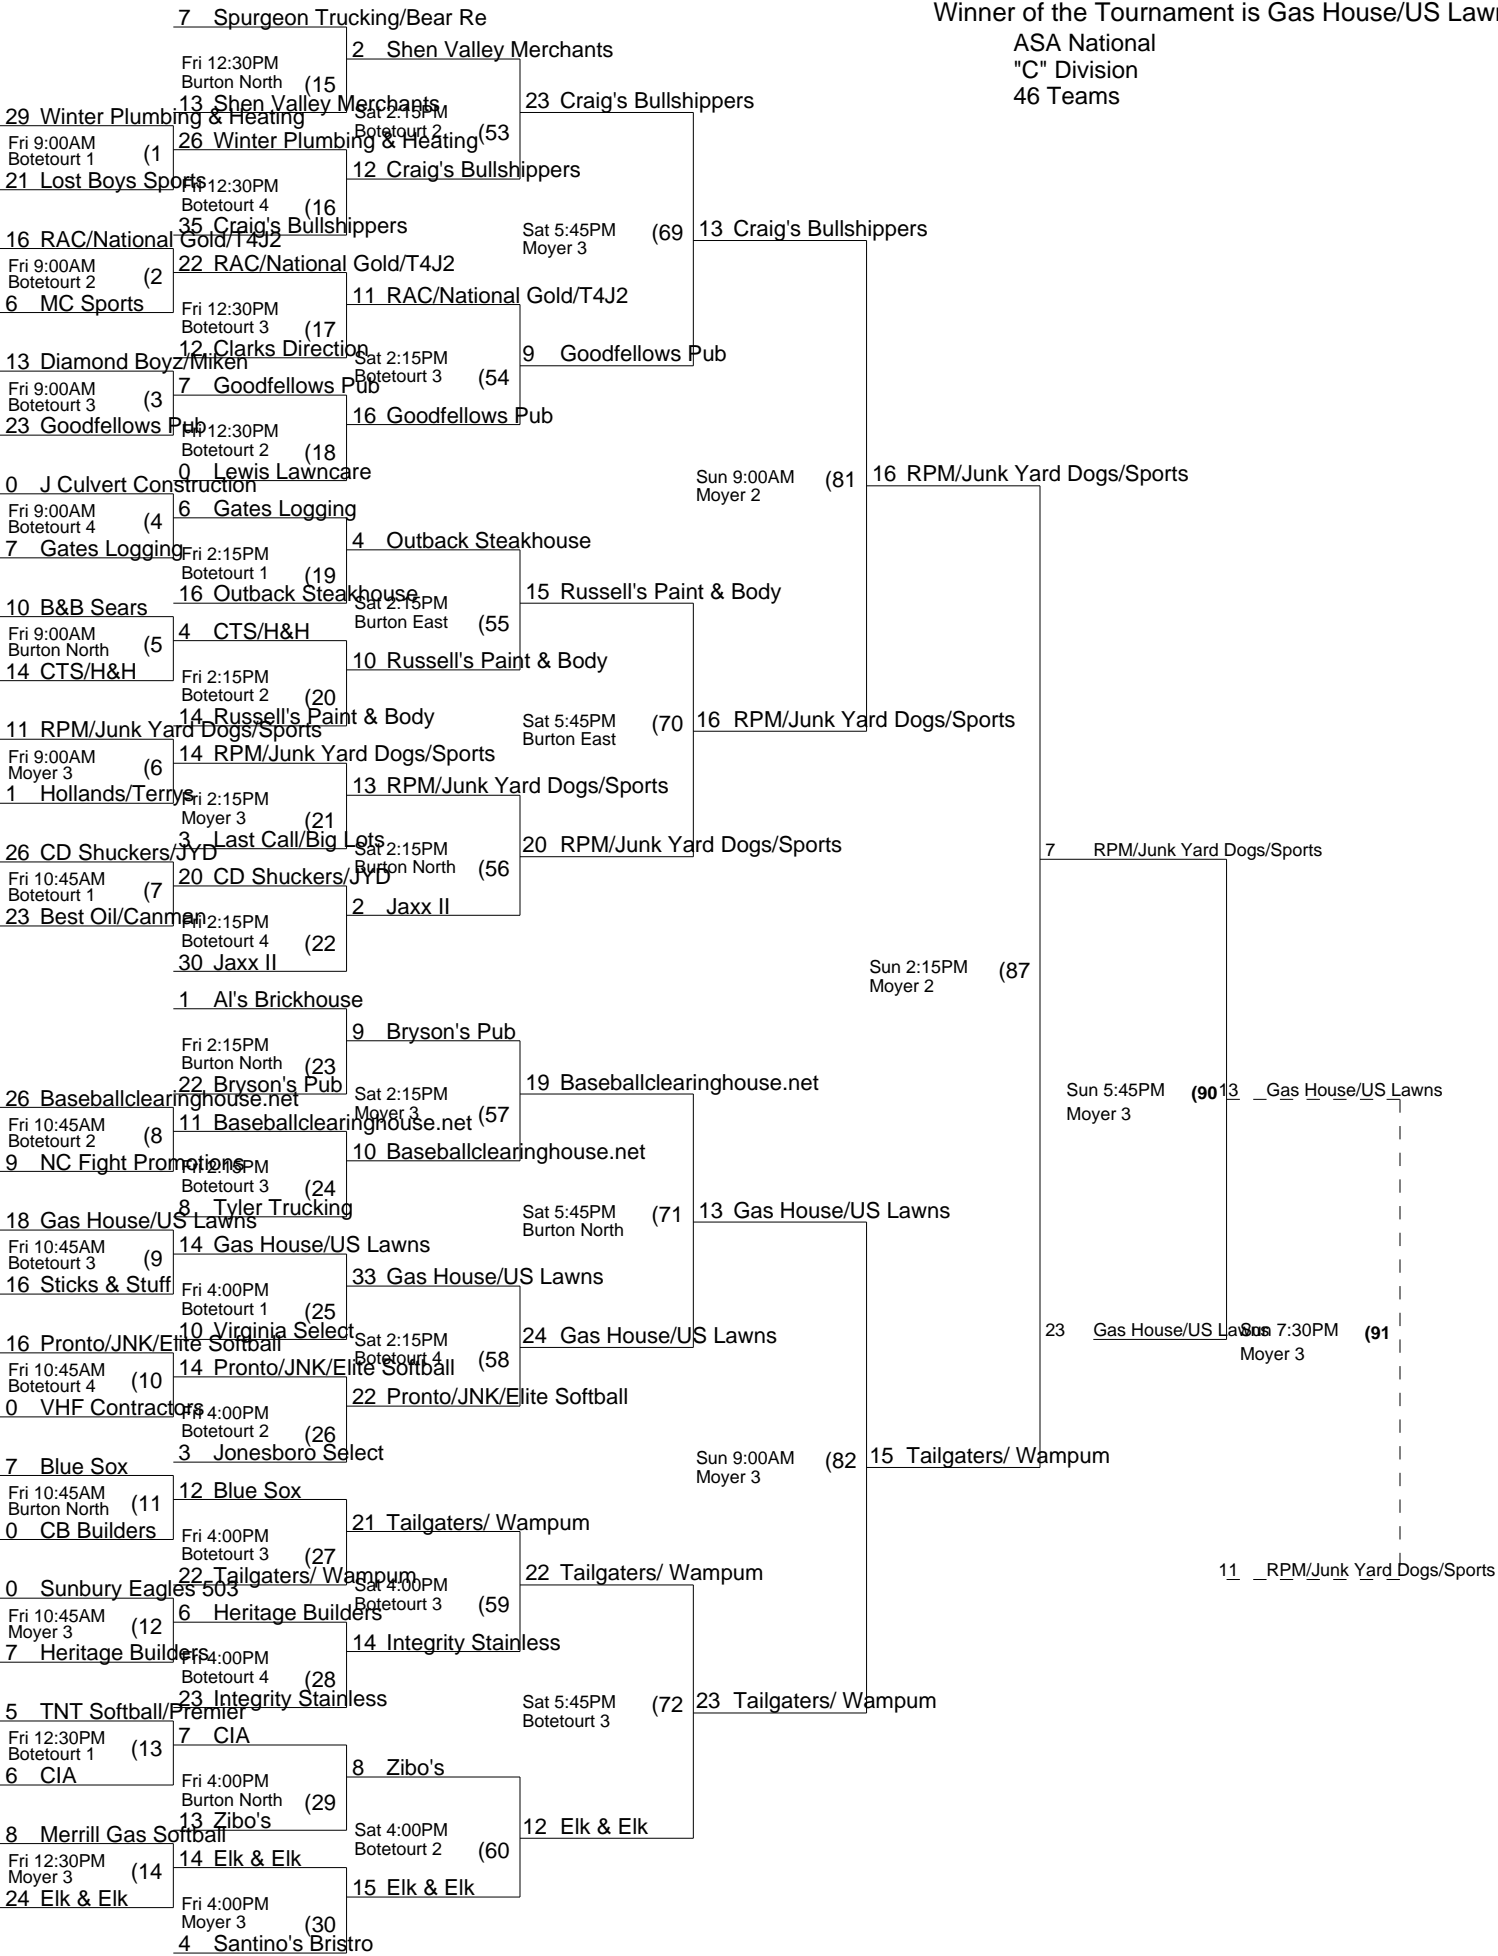 Winner of the Tournament is Gas House/US Law
ASA National
"C" Division
46 Teams
29 Winter Plumbing & Heating
Fri 9:00AM
Botetourt 1 (1
21 Lost Boys Sports
16 RAC/National Gold/T4J2
Fri 9:00AM
Botetourt 2 (2
6 MC Sports
13 Diamond Boyz/Miken
Fri 9:00AM
Botetourt 3 (3
23 Goodfellows Pub
0 J Culvert Construction
Fri 9:00AM
Botetourt 4 (4
7 Gates Logging
10 B&B Sears
Fri 9:00AM
Burton North (5
14 CTS/H&H
11 RPM/Junk Yard Dogs/Sports
Fri 9:00AM
Moyer 3 (6
1 Hollands/Terrys
26 CD Shuckers/JYD
Fri 10:45AM
Botetourt 1 (7
23 Best Oil/Canman
26 Baseballclearinghouse.net
Fri 10:45AM
Botetourt 2 (8
9 NC Fight Promotions
18 Gas House/US Lawns
Fri 10:45AM
Botetourt 3 (9
16 Sticks & Stuff
16 Pronto/JNK/Elite Softball
Fri 10:45AM
Botetourt 4 (10
0 VHF Contractors
7 Blue Sox
Fri 10:45AM
Burton North (11
0 CB Builders
0 Sunbury Eagles 503
Fri 10:45AM
Moyer 3 (12
7 Heritage Builders
5 TNT Softball/Premier
Fri 12:30PM
Botetourt 1 (13
6 CIA
8 Merrill Gas Softball
Fri 12:30PM
Moyer 3 (14
24 Elk & Elk
7 Spurgeon Trucking/Bear Re
Fri 12:30PM
Burton North (15
13 Shen Valley Merchants
26 Winter Plumbing & Heating
Fri 12:30PM
Botetourt 4 (16
35 Craig's Bullshippers
22 RAC/National Gold/T4J2
Fri 12:30PM
Botetourt 3 (17
12 Clarks Direction
7 Goodfellows Pub
Fri 12:30PM
Botetourt 2 (18
0 Lewis Lawncare
6 Gates Logging
Fri 2:15PM
Botetourt 1 (19
16 Outback Steakhouse
4 CTS/H&H
Fri 2:15PM
Botetourt 2 (20
14 Russell's Paint & Body
14 RPM/Junk Yard Dogs/Sports
Fri 2:15PM
Moyer 3 (21
3 Last Call/Big Lots
20 CD Shuckers/JYD
Fri 2:15PM
Botetourt 4 (22
30 Jaxx II
1 Al's Brickhouse
Fri 2:15PM
Burton North (23
22 Bryson's Pub
11 Baseballclearinghouse.net
Fri 2:15PM
Botetourt 3 (24
8 Tyler Trucking
14 Gas House/US Lawns
Fri 4:00PM
Botetourt 1 (25
10 Virginia Select
14 Pronto/JNK/Elite Softball
Fri 4:00PM
Botetourt 2 (26
3 Jonesboro Select
12 Blue Sox
Fri 4:00PM
Botetourt 3 (27
22 Tailgaters/ Wampum
6 Heritage Builders
Fri 4:00PM
Botetourt 4 (28
23 Integrity Stainless
7 CIA
Fri 4:00PM
Burton North (29
13 Zibo's
14 Elk & Elk
Fri 4:00PM
Moyer 3 (30
4 Santino's Bristro
2 Shen Valley Merchants
Sat 2:15PM
Botetourt 2 (53
12 Craig's Bullshippers
11 RAC/National Gold/T4J2
Sat 2:15PM
Botetourt 3 (54
16 Goodfellows Pub
4 Outback Steakhouse
Sat 2:15PM
Burton East (55
10 Russell's Paint & Body
13 RPM/Junk Yard Dogs/Sports
Sat 2:15PM
Burton North (56
2 Jaxx II
9 Bryson's Pub
Sat 2:15PM
Moyer 3 (57
10 Baseballclearinghouse.net
33 Gas House/US Lawns
Sat 2:15PM
Botetourt 4 (58
22 Pronto/JNK/Elite Softball
21 Tailgaters/ Wampum
Sat 4:00PM
Botetourt 3 (59
14 Integrity Stainless
8 Zibo's
Sat 4:00PM
Botetourt 2 (60
15 Elk & Elk
23 Craig's Bullshippers
Sat 5:45PM
Moyer 3 (69
9 Goodfellows Pub
15 Russell's Paint & Body
Sat 5:45PM
Burton East (70
20 RPM/Junk Yard Dogs/Sports
19 Baseballclearinghouse.net
Sat 5:45PM
Burton North (71
24 Gas House/US Lawns
22 Tailgaters/ Wampum
Sat 5:45PM
Botetourt 3 (72
12 Elk & Elk
13 Craig's Bullshippers
Sun 9:00AM
Moyer 2 (81
16 RPM/Junk Yard Dogs/Sports
13 Gas House/US Lawns
Sun 9:00AM
Moyer 3 (82
23 Tailgaters/ Wampum
16 RPM/Junk Yard Dogs/Sports
Sun 2:15PM
Moyer 2 (87
15 Tailgaters/ Wampum
7 RPM/Junk Yard Dogs/Sports
Sun 5:45PM
Moyer 3 (90
23 Gas House/US Lawns
13 Gas House/US Lawns
Sun 7:30PM
Moyer 3 (91
11 RPM/Junk Yard Dogs/Sports